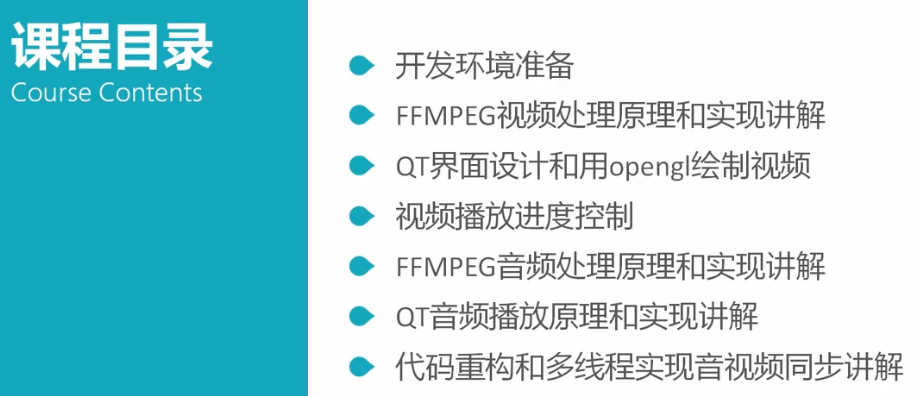 课程目录
Course Contents
开发环境准备
FFMPEG视频处理原理和实现讲解
QT界面设计和用opengl绘制视频
视频播放进度控制
FFMPEG音频处理原理和实现讲解
QT音频播放原理和实现讲解
代码重构和多线程实现音视频同步讲解